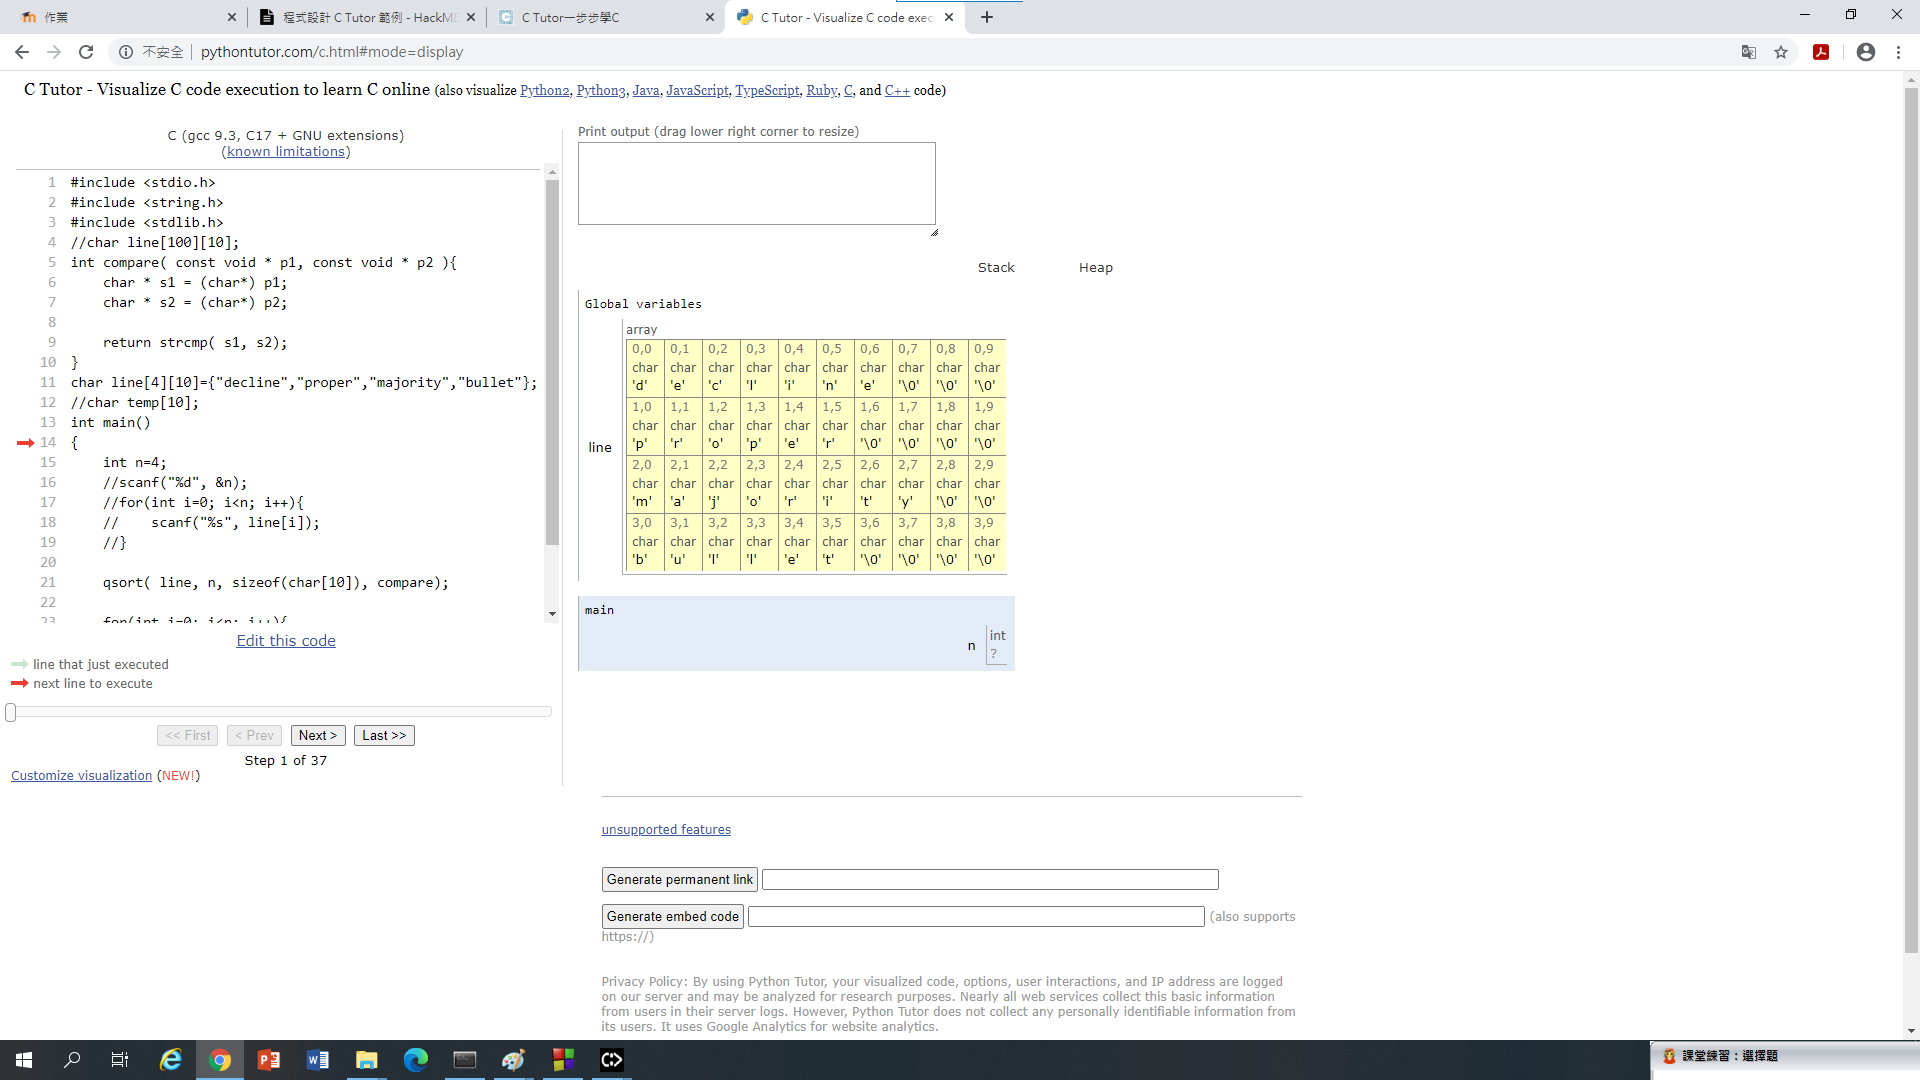 作業
程式設計 C Tutor 範例 - HackM
C Tutor一步步學C
C Tutor - Visualize C code exec
不安全 pythontutor.com/c.html#mode=display
C Tutor - Visualize C code execution to learn C online (also visualize Python2, Python3, Java, JavaScript, TypeScript, Ruby, C, and C++ code)
C (gcc 9.3, C17 + GNU extensions)
(known limitations)
1 #include <stdio.h>
2 #include <string.h>
3 #include <stdlib.h>
4 //char line[100][10];
5 int compare( const void * p1, const void * p2 ){
6 char * s1 = (char*) p1;
7 char * s2 = (char*) p2;
8
9 return strcmp( s1, s2);
10 }
11 char line[4][10]={"decline","proper","majority","bullet"};
12 //char temp[10];
13 int main()
14 {
15 int n=4;
16 //scanf("%d", &n);
17 //for(int i=0; i<n; i++){
18 //    scanf("%s", line[i]);
19 //}
20
21 qsort( line, n, sizeof(char[10]), compare);
22
23 for(int i=0; i<n; i++){
Edit this code
line that just executed
next line to execute
<< First < Prev Next > Last >>
Step 1 of 37
Customize visualization (NEW!)
Print output (drag lower right corner to resize)
Stack Heap
Global variables
array
line
0,0 0,1 0,2 0,3 0,4 0,5 0,6 0,7 0,8 0,9
char char char char char char char char char char
'd' 'e' 'c' 'l' 'i' 'n' 'e' '\0' '\0' '\0'
1,0 1,1 1,2 1,3 1,4 1,5 1,6 1,7 1,8 1,9
char char char char char char char char char char
'p' 'r' 'o' 'p' 'e' 'r' '\0' '\0' '\0' '\0'
2,0 2,1 2,2 2,3 2,4 2,5 2,6 2,7 2,8 2,9
char char char char char char char char char char
'm' 'a' 'j' 'o' 'r' 'i' 't' 'y' '\0' '\0'
3,0 3,1 3,2 3,3 3,4 3,5 3,6 3,7 3,8 3,9
char char char char char char char char char char
'b' 'u' 'l' 'l' 'e' 't' '\0' '\0' '\0' '\0'
main
n int
?
unsupported features
Generate permanent link
Generate embed code (also supports
https://)
Privacy Policy: By using Python Tutor, your visualized code, options, user interactions, and IP address are logged
on our server and may be analyzed for research purposes. Nearly all web services collect this basic information
from users in their server logs. However, Python Tutor does not collect any personally identifiable information from
its users. It uses Google Analytics for website analytics.
課堂練習：選擇題